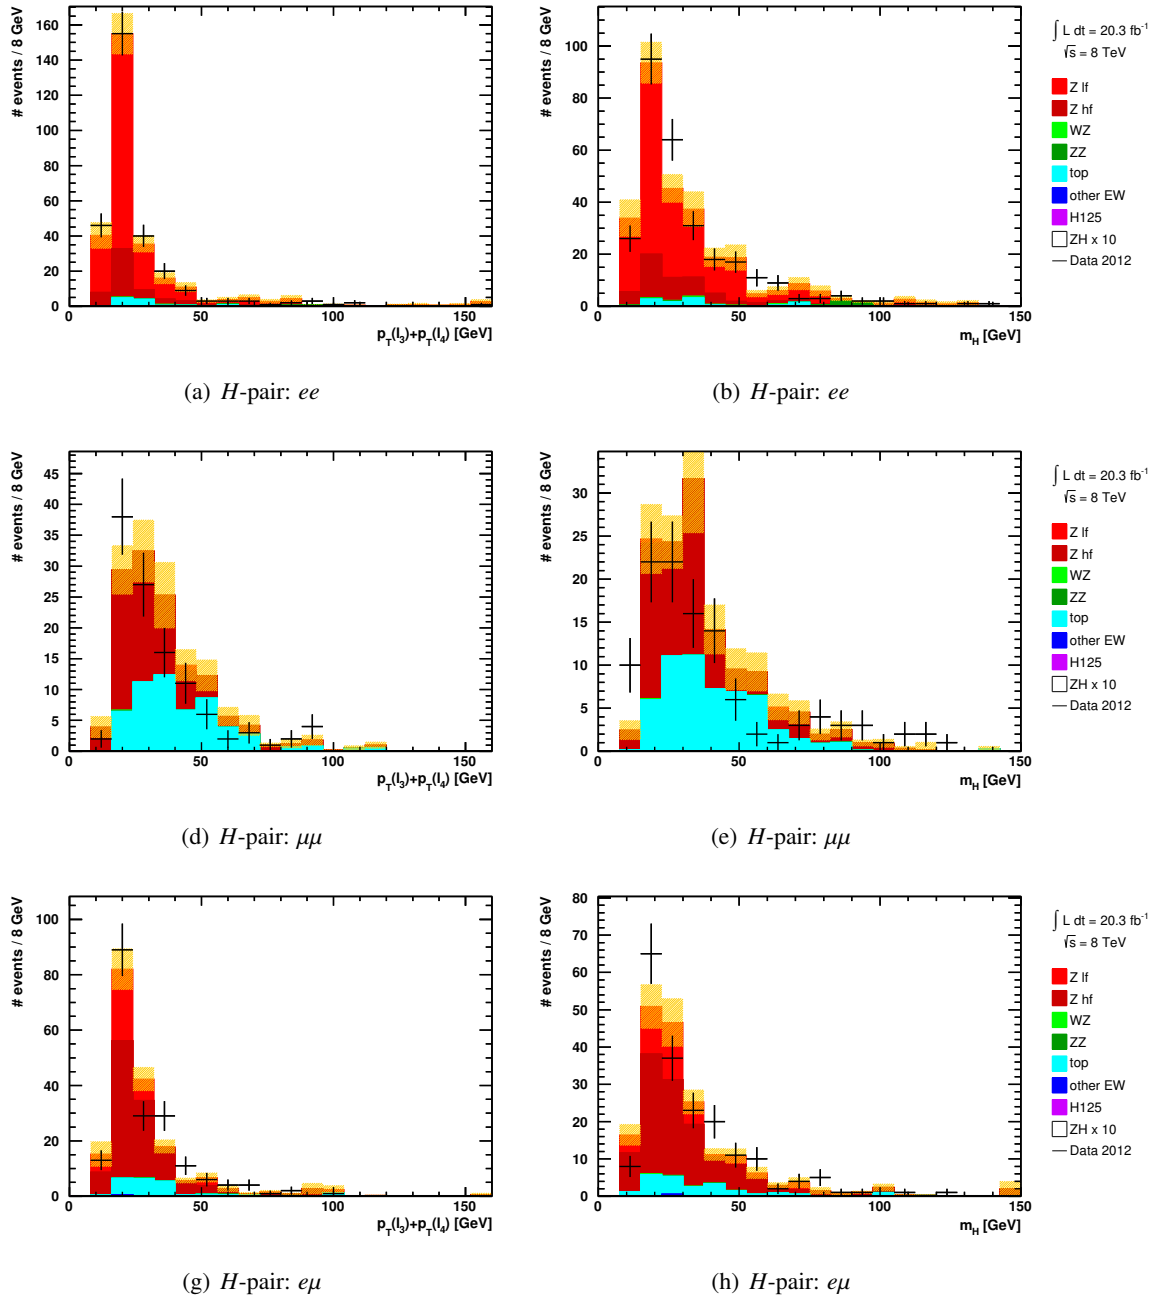 # events / 8 GeV
160
140
120
100
80
60
40
20
0
0 50 100 150
p_T(l_3)+p_T(l_4) [GeV]
(a) H-pair: ee
# events / 8 GeV
100
80
60
40
20
0
0 50 100 150
m_H [GeV]
(b) H-pair: ee
∫ L dt = 20.3 fb⁻¹
√s = 8 TeV
Z lf
Z hf
WZ
ZZ
top
other EW
H125
ZH x 10
Data 2012
# events / 8 GeV
45
40
35
30
25
20
15
10
5
0
0 50 100 150
p_T(l_3)+p_T(l_4) [GeV]
(d) H-pair: μμ
# events / 8 GeV
30
25
20
15
10
5
0
0 50 100 150
m_H [GeV]
(e) H-pair: μμ
∫ L dt = 20.3 fb⁻¹
√s = 8 TeV
Z lf
Z hf
WZ
ZZ
top
other EW
H125
ZH x 10
Data 2012
# events / 8 GeV
100
80
60
40
20
0
0 50 100 150
p_T(l_3)+p_T(l_4) [GeV]
(g) H-pair: eμ
# events / 8 GeV
80
70
60
50
40
30
20
10
0
0 50 100 150
m_H [GeV]
(h) H-pair: eμ
∫ L dt = 20.3 fb⁻¹
√s = 8 TeV
Z lf
Z hf
WZ
ZZ
top
other EW
H125
ZH x 10
Data 2012